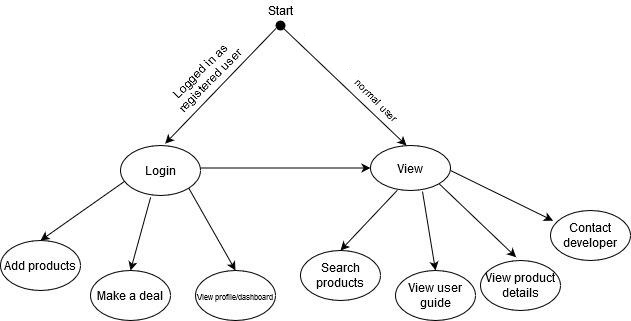 Start
Logged in as
registered user
normal user
Login
View
Add products
Make a deal
View profile/dashboard
Search
products
View user
guide
View product
details
Contact
developer